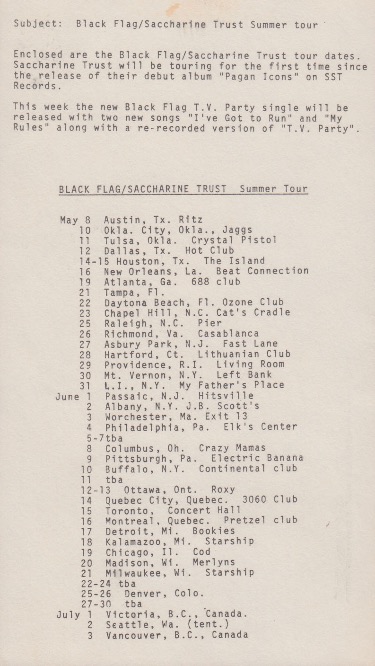 Subject:  Black Flag/Saccharine Trust Summer tour
Enclosed are the Black Flag/Saccharine Trust tour dates.
Saccharine Trust will be touring for the first time since
the release of their debut album "Pagan Icons" on SST
Records.
This week the new Black Flag T.V. Party single will be
released with two new songs "I've Got to Run" and "My
Rules" along with a re-recorded version of "T.V. Party".
BLACK FLAG/SACCHARINE TRUST  Summer Tour
May 8  Austin, Tx. Ritz
10  Okla. City, Okla., Jaggs
11  Tulsa, Okla.  Crystal Pistol
12  Dallas, Tx.  Hot Club
14-15 Houston, Tx.  The Island
16  New Orleans, La.  Beat Connection
19  Atlanta, Ga.  688 club
21  Tampa, Fl.
22  Daytona Beach, Fl. Ozone Club
23  Chapel Hill, N.C. Cat's Cradle
25  Raleigh, N.C.  Pier
26  Richmond, Va.  Casablanca
27  Asbury Park, N.J.  Fast Lane
28  Hartford, Ct.  Lithuanian Club
29  Providence, R.I.  Living Room
30  Mt. Vernon, N.Y.  Left Bank
31  L.I., N.Y.  My Father's Place
June 1  Passaic, N.J.  Hitsville
2  Albany, N.Y. J.B. Scott's
3  Worchester, Ma. Exit 13
4  Philadelphia, Pa.  Elk's Center
5-7tba
8  Columbus, Oh.  Crazy Mamas
9  Pittsburgh, Pa.  Electric Banana
10  Buffalo, N.Y.  Continental club
11  tba
12-13  Ottawa, Ont.  Roxy
14  Quebec City, Quebec.  3060 Club
15  Toronto,  Concert Hall
16  Montreal, Quebec.  Pretzel club
17  Detroit, Mi.  Bookies
18  Kalamazoo, Mi.  Starship
19  Chicago, Il.  Cod
20  Madison, Wi.  Merlyns
21  Milwaukee, Wi.  Starship
22-24 tba
25-26  Denver, Colo.
27-30  tba
July 1  Victoria, B.C., Canada.
2  Seattle, Wa. (tent.)
3  Vancouver, B.C., Canada